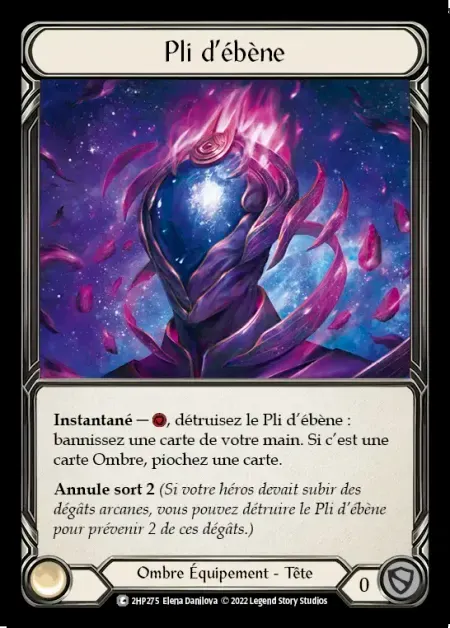 Pli d'ébène
Instantané — , détruisez le Pli d'ébène :
bannissez une carte de votre main. Si c'est une
carte Ombre, piochez une carte.
Annule sort 2 (Si votre héros devait subir des
dégâts arcanes, vous pouvez détruire le Pli d'ébène
pour prévenir 2 de ces dégâts.)
Ombre Équipement - Tête
0
C 2HP275 Elena Danilova © 2022 Legend Story Studios